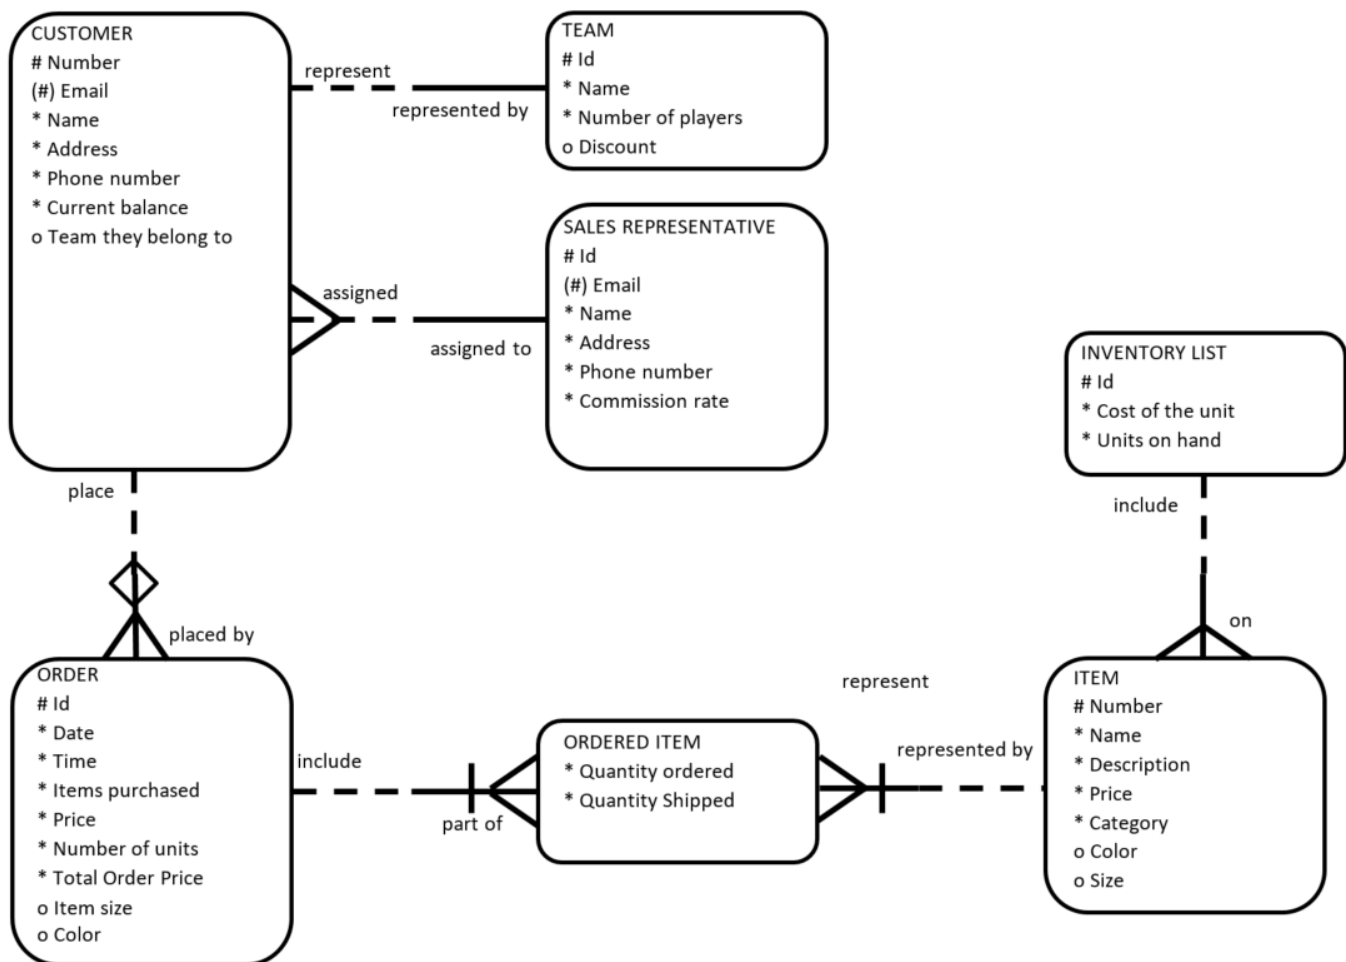 CUSTOMER
# Number
(#) Email
* Name
* Address
* Phone number
* Current balance
o Team they belong to
represent
represented by
TEAM
# Id
* Name
* Number of players
o Discount
assigned
assigned to
SALES REPRESENTATIVE
# Id
(#) Email
* Name
* Address
* Phone number
* Commission rate
INVENTORY LIST
# Id
* Cost of the unit
* Units on hand
place
placed by
include
on
ORDER
# Id
* Date
* Time
* Items purchased
* Price
* Number of units
* Total Order Price
o Item size
o Color
include
part of
ORDERED ITEM
* Quantity ordered
* Quantity Shipped
represent
represented by
ITEM
# Number
* Name
* Description
* Price
* Category
o Color
o Size